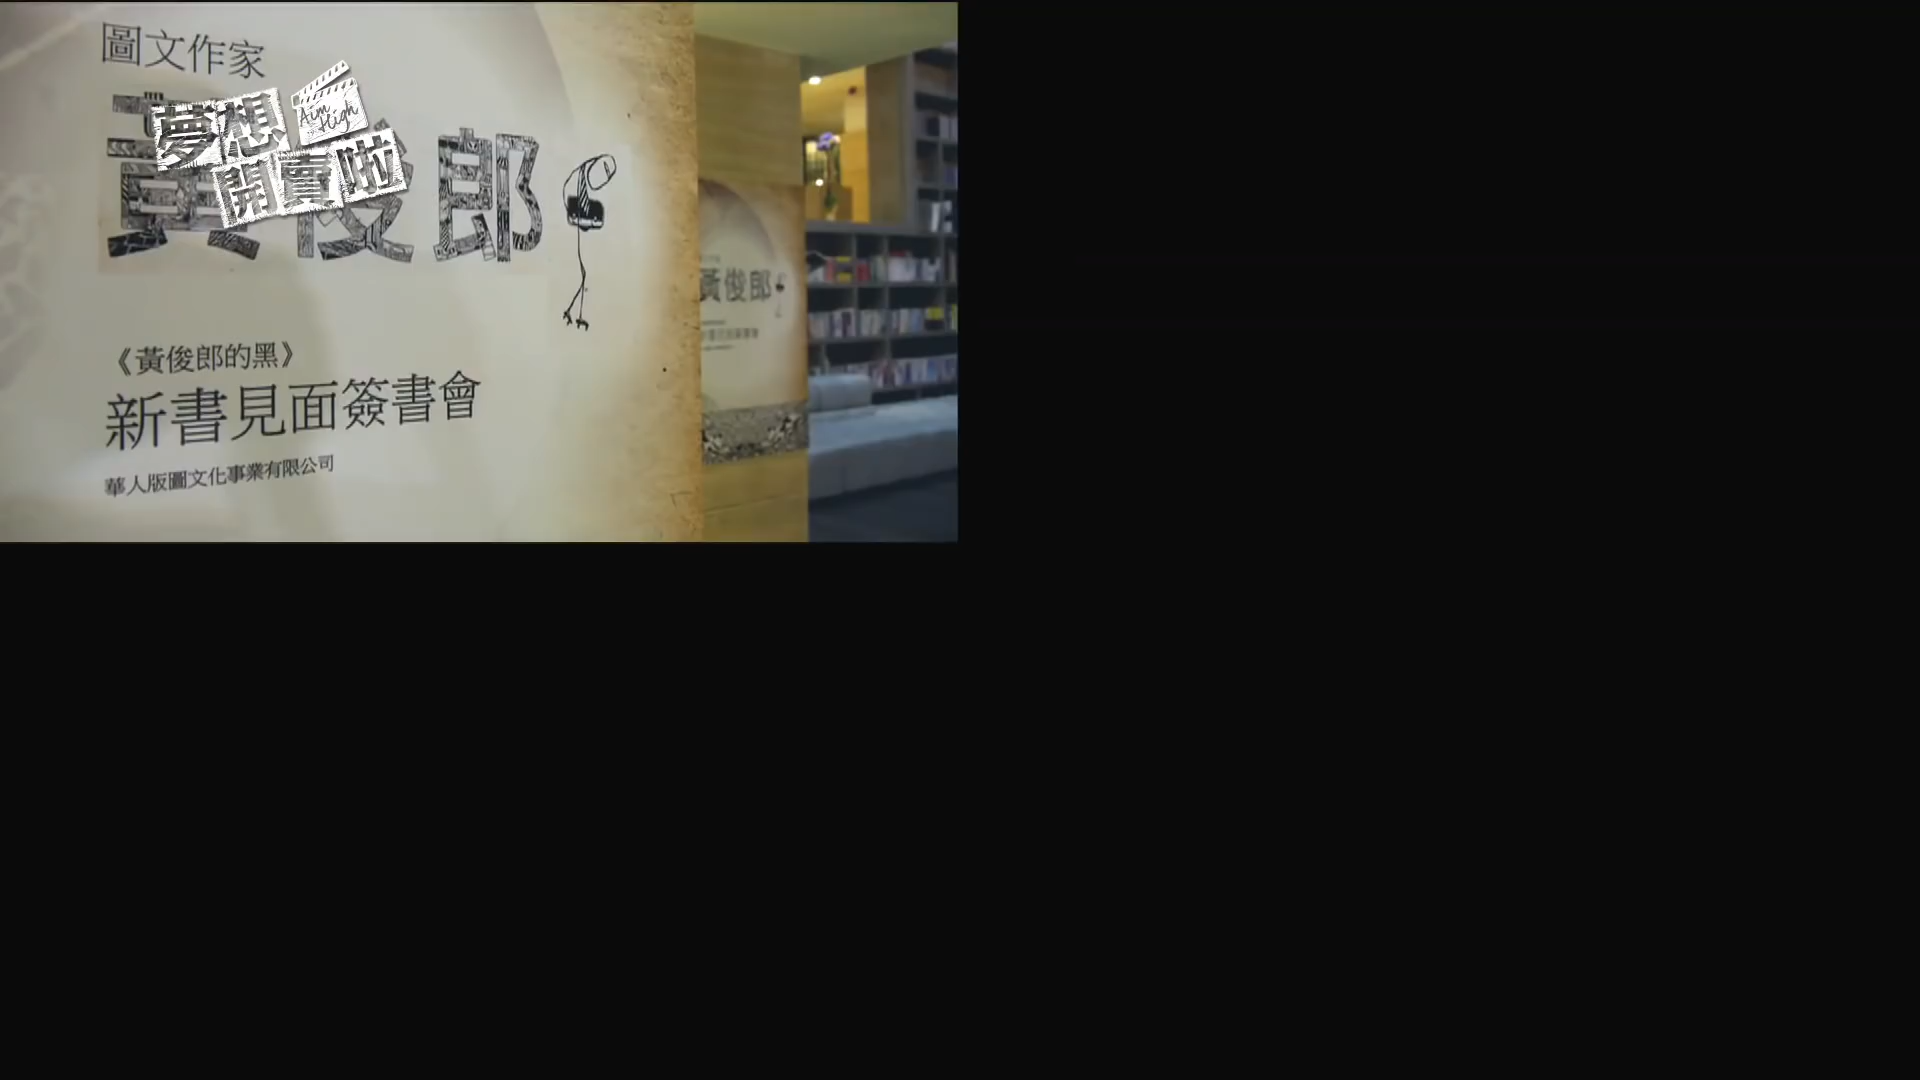 圖文作家
黃俊郎
夢想
Aim High
開賣啦
《黃俊郎的黑》
新書見面簽書會
華人版圖文化事業有限公司
黃俊郎